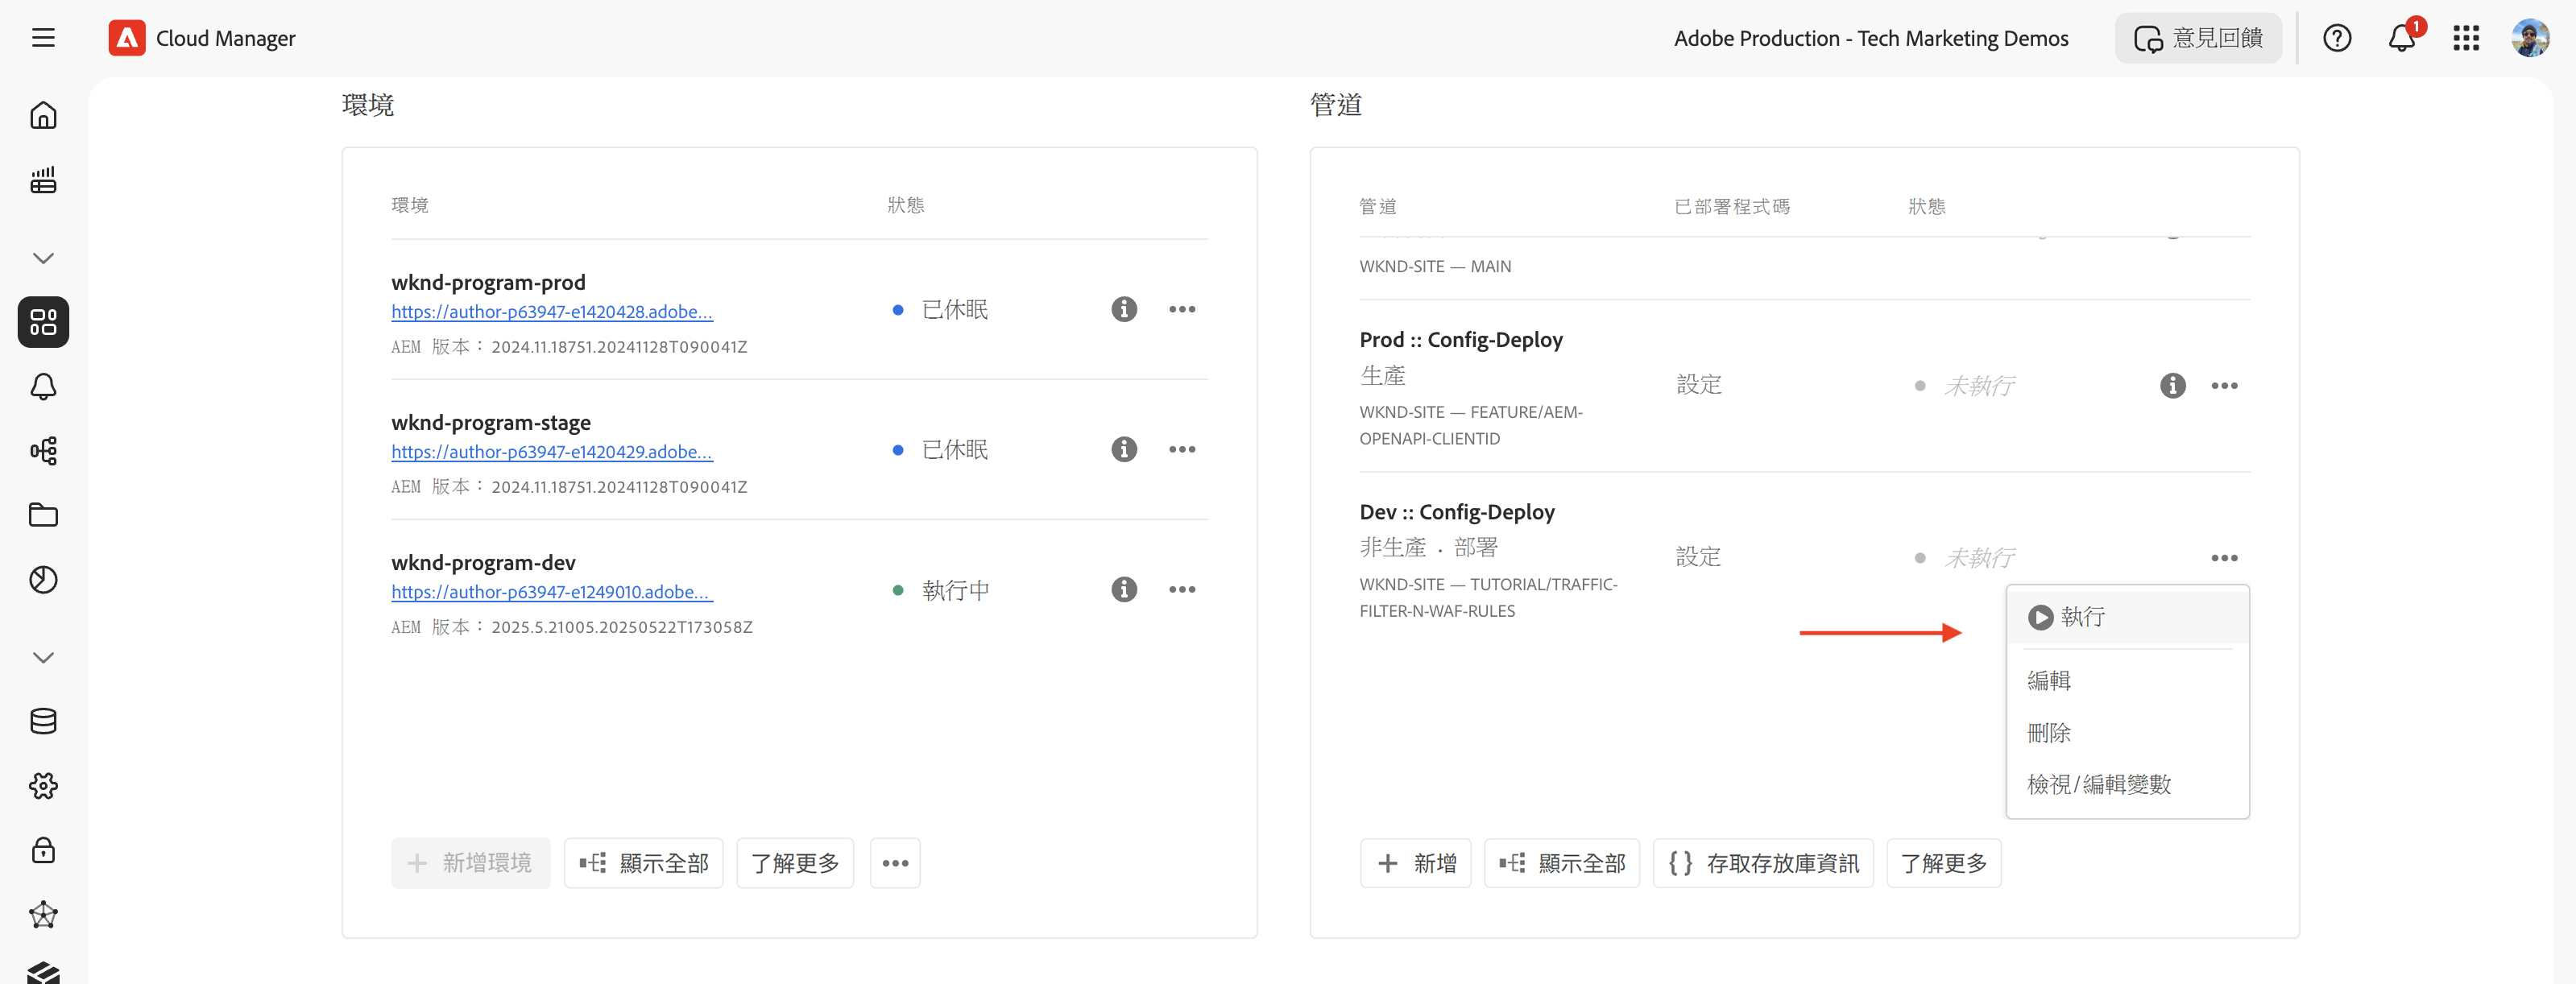 Cloud Manager
Adobe Production - Tech Marketing Demos
意見回饋
1
環境
環境
狀態
wknd-program-prod
https://author-p63947-e1420428.adobe...
已休眠
AEM 版本：2024.11.18751.20241128T090041Z
wknd-program-stage
https://author-p63947-e1420429.adobe...
已休眠
AEM 版本：2024.11.18751.20241128T090041Z
wknd-program-dev
https://author-p63947-e1249010.adobe...
執行中
AEM 版本：2025.5.21005.20250522T173058Z
新增環境
顯示全部
了解更多
管道
管道
已部署程式碼
狀態
WKND-SITE — MAIN
Prod :: Config-Deploy
生產
設定
未執行
WKND-SITE — FEATURE/AEM-
OPENAPI-CLIENTID
Dev :: Config-Deploy
非生產．部署
設定
未執行
WKND-SITE — TUTORIAL/TRAFFIC-
FILTER-N-WAF-RULES
執行
編輯
刪除
檢視/編輯變數
新增
顯示全部
存取存放庫資訊
了解更多